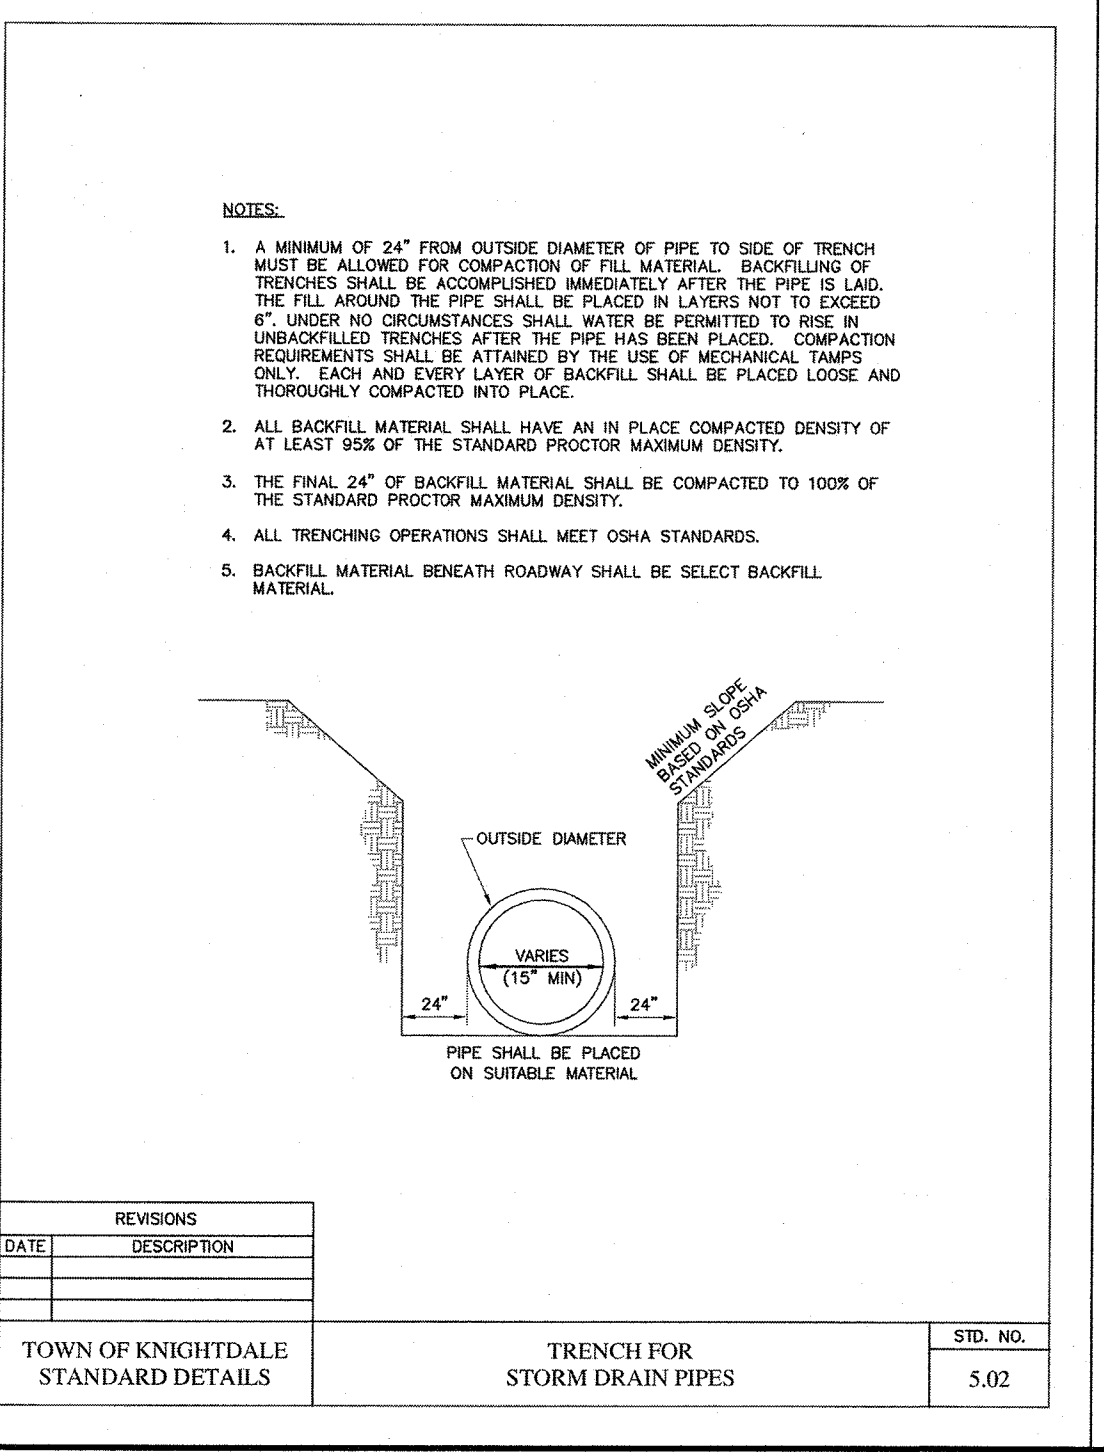 NOTES:
1. A MINIMUM OF 24" FROM OUTSIDE DIAMETER OF PIPE TO SIDE OF TRENCH
MUST BE ALLOWED FOR COMPACTION OF FILL MATERIAL. BACKFILLING OF
TRENCHES SHALL BE ACCOMPLISHED IMMEDIATELY AFTER THE PIPE IS LAID.
THE FILL AROUND THE PIPE SHALL BE PLACED IN LAYERS NOT TO EXCEED
6". UNDER NO CIRCUMSTANCES SHALL WATER BE PERMITTED TO RISE IN
UNBACKFILLED TRENCHES AFTER THE PIPE HAS BEEN PLACED. COMPACTION
REQUIREMENTS SHALL BE ATTAINED BY THE USE OF MECHANICAL TAMPS
ONLY. EACH AND EVERY LAYER OF BACKFILL SHALL BE PLACED LOOSE AND
THOROUGHLY COMPACTED INTO PLACE.
2. ALL BACKFILL MATERIAL SHALL HAVE AN IN PLACE COMPACTED DENSITY OF
AT LEAST 95% OF THE STANDARD PROCTOR MAXIMUM DENSITY.
3. THE FINAL 24" OF BACKFILL MATERIAL SHALL BE COMPACTED TO 100% OF
THE STANDARD PROCTOR MAXIMUM DENSITY.
4. ALL TRENCHING OPERATIONS SHALL MEET OSHA STANDARDS.
5. BACKFILL MATERIAL BENEATH ROADWAY SHALL BE SELECT BACKFILL
MATERIAL.
MINIMUM SLOPE
BASED ON OSHA
STANDARDS
OUTSIDE DIAMETER
VARIES
(15" MIN)
24"
24"
PIPE SHALL BE PLACED
ON SUITABLE MATERIAL
REVISIONS
DATE DESCRIPTION
TOWN OF KNIGHTDALE
STANDARD DETAILS
TRENCH FOR
STORM DRAIN PIPES
STD. NO.
5.02